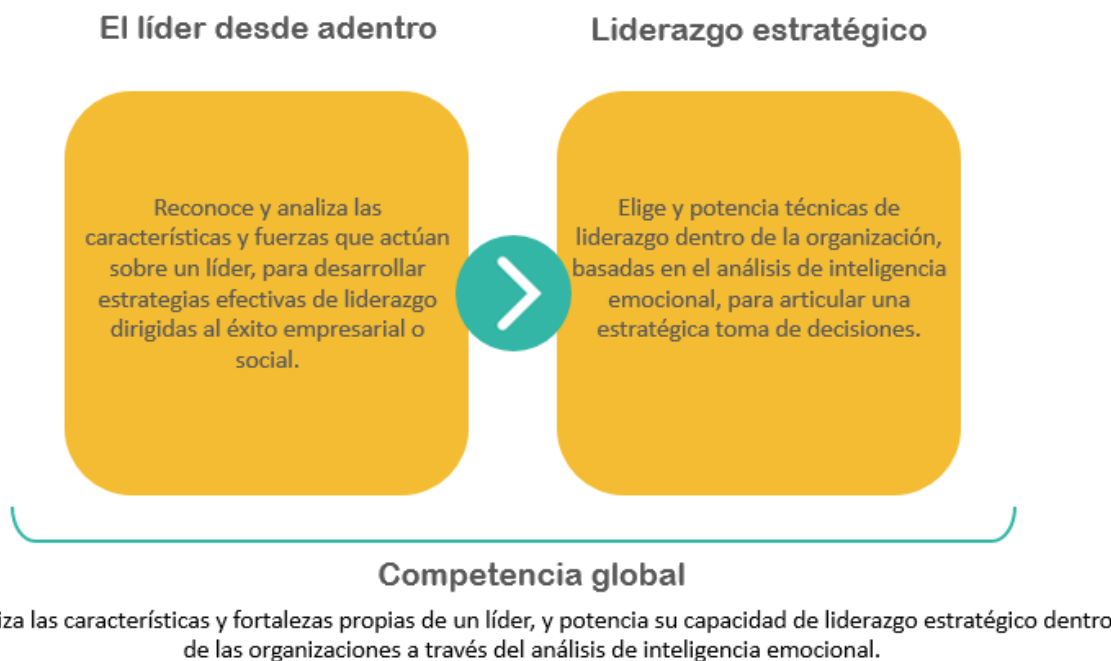 El líder desde adentro
Liderazgo estratégico
Reconoce y analiza las
características y fuerzas que actúan
sobre un líder, para desarrollar
estrategias efectivas de liderazgo
dirigidas al éxito empresarial o
social.
Elige y potencia técnicas de
liderazgo dentro de la organización,
basadas en el análisis de inteligencia
emocional, para articular una
estratégica toma de decisiones.
Competencia global
las características y fortalezas propias de un líder, y potencia su capacidad de liderazgo estratégico dentro
de las organizaciones a través del análisis de inteligencia emocional.